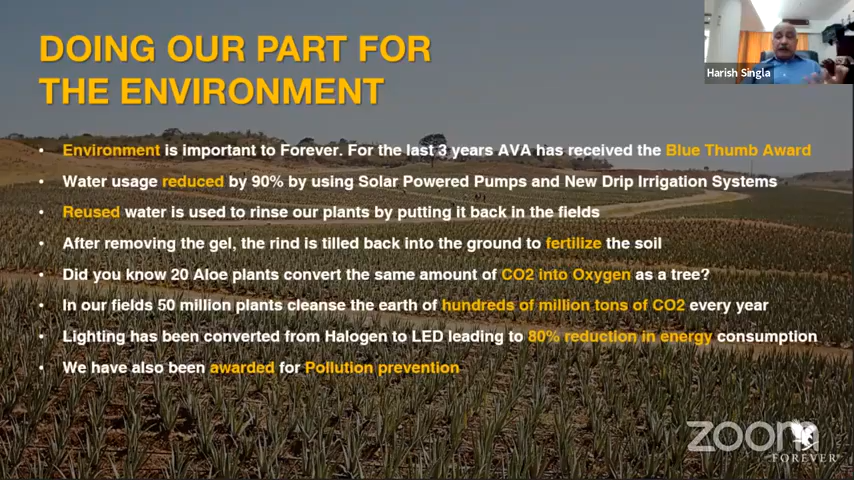 DOING OUR PART FOR
THE ENVIRONMENT
Harish Singla
• Environment is important to Forever. For the last 3 years AVA has received the Blue Thumb Award
• Water usage reduced by 90% by using Solar Powered Pumps and New Drip Irrigation Systems
• Reused water is used to rinse our plants by putting it back in the fields
• After removing the gel, the rind is tilled back into the ground to fertilize the soil
• Did you know 20 Aloe plants convert the same amount of CO2 into Oxygen as a tree?
• In our fields 50 million plants cleanse the earth of hundreds of million tons of CO2 every year
• Lighting has been converted from Halogen to LED leading to 80% reduction in energy consumption
• We have also been awarded for Pollution prevention
zoom
FOREVER